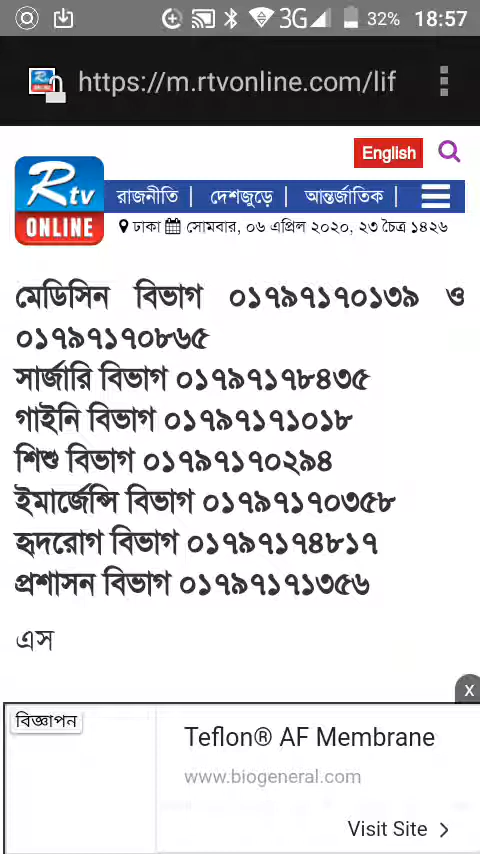 32% 18:57
3G
https://m.rtvonline.com/lif
English
Rtv
ONLINE
রাজনীতি | দেশজুড়ে | আন্তর্জাতিক |
ঢাকা সোমবার, ০৬ এপ্রিল ২০২০, ২৩ চৈত্র ১৪২৬
মেডিসিন বিভাগ ০১৭৯৭১৭০১৩৯ ও
০১৭৯৭১৭০৮৬৫
সার্জারি বিভাগ ০১৭৯৭১৭৮৪৩৫
গাইনি বিভাগ ০১৭৯৭১৭১০১৮
শিশু বিভাগ ০১৭৯৭১৭০২৯৪
ইমার্জেন্সি বিভাগ ০১৭৯৭১৭০৩৫৮
হৃদরোগ বিভাগ ০১৭৯৭১৭৪৮১৭
প্রশাসন বিভাগ ০১৭৯৭১৭১৩৫৬
এস
x
বিজ্ঞাপন
Teflon® AF Membrane
www.biogeneral.com
Visit Site